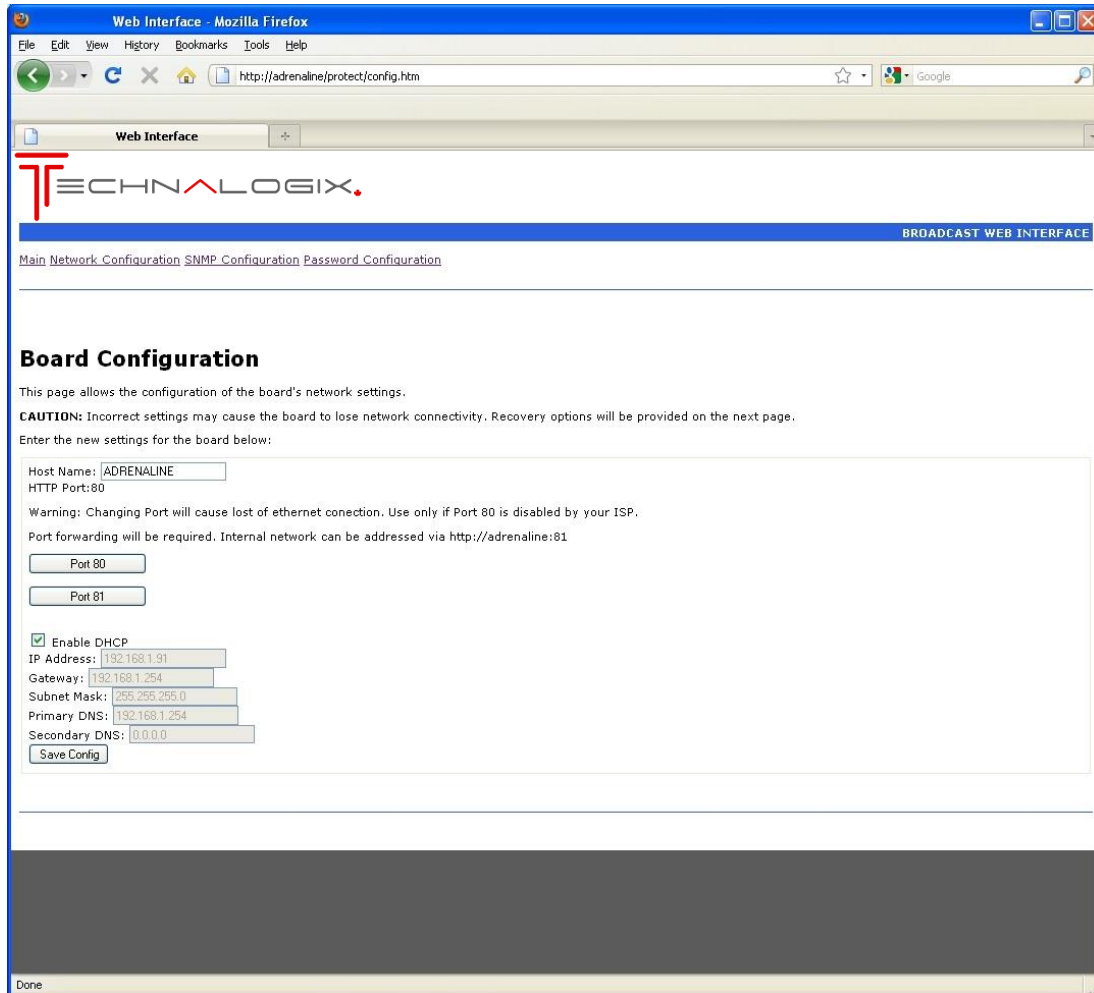 Web Interface - Mozilla Firefox
File Edit View History Bookmarks Tools Help
http://adrenaline/protect/config.htm
Google
Web Interface
TECHNALOGIX.
BROADCAST WEB INTERFACE
Main Network Configuration SNMP Configuration Password Configuration
Board Configuration
This page allows the configuration of the board's network settings.
CAUTION: Incorrect settings may cause the board to lose network connectivity. Recovery options will be provided on the next page.
Enter the new settings for the board below:
Host Name: ADRENALINE
HTTP Port:80
Warning: Changing Port will cause lost of ethernet conection. Use only if Port 80 is disabled by your ISP.
Port forwarding will be required. Internal network can be addressed via http://adrenaline:81
Port 80
Port 81
Enable DHCP
IP Address: 192.168.1.91
Gateway: 192.168.1.254
Subnet Mask: 255.255.255.0
Primary DNS: 192.168.1.254
Secondary DNS: 0.0.0.0
Save Config
Done